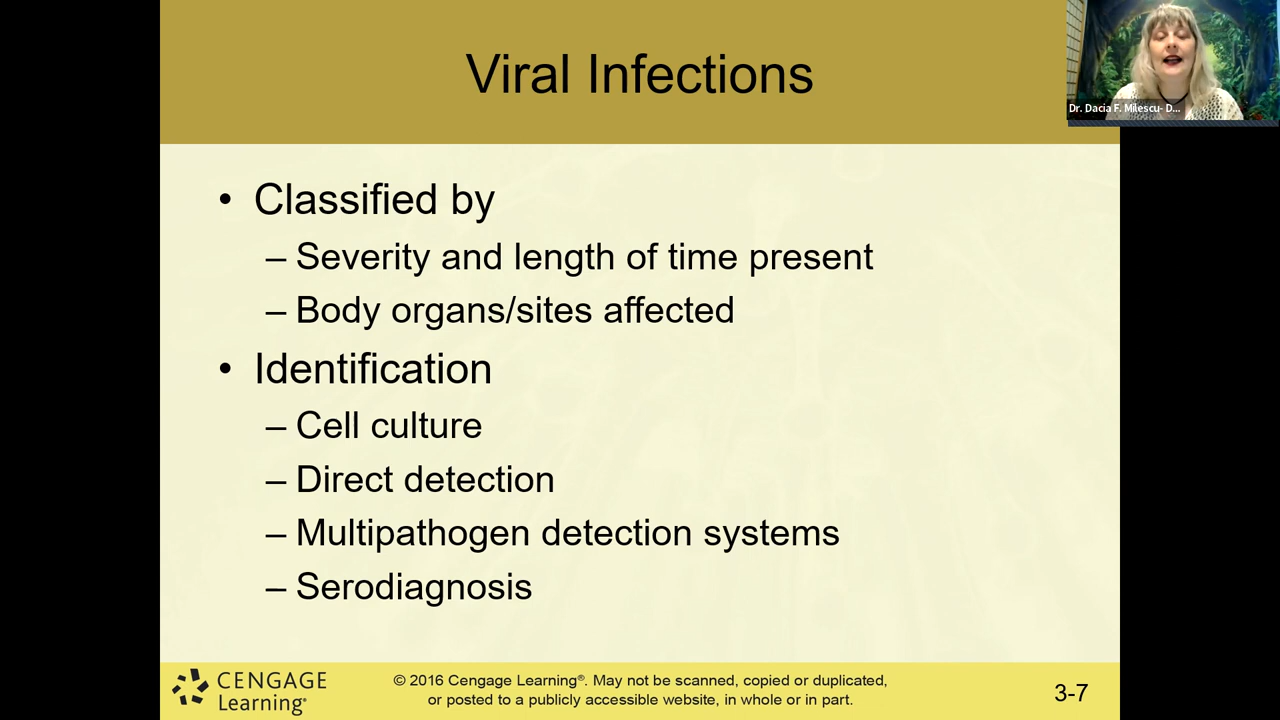 Viral Infections
Dr. Dacia F. Milescu- D...
• Classified by
– Severity and length of time present
– Body organs/sites affected
• Identification
– Cell culture
– Direct detection
– Multipathogen detection systems
– Serodiagnosis
CENGAGE
Learning®
© 2016 Cengage Learning®. May not be scanned, copied or duplicated,
or posted to a publicly accessible website, in whole or in part.
3-7